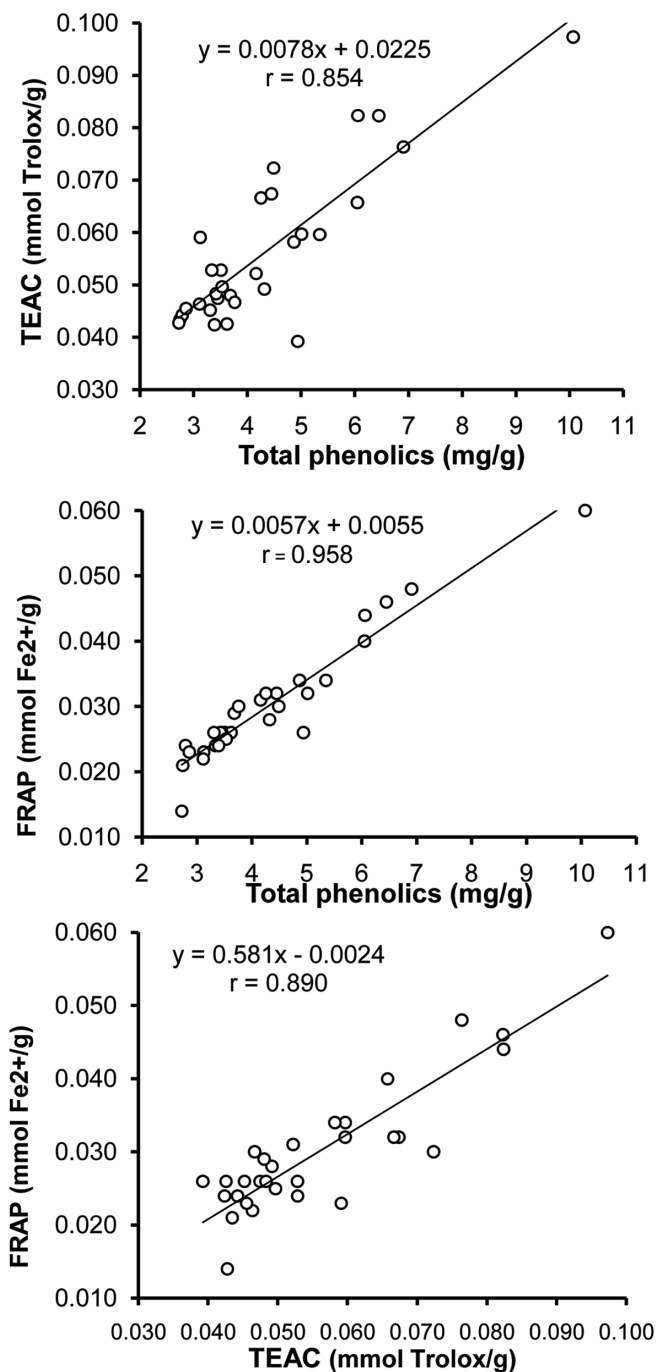 0.100
y = 0.0078x + 0.0225
r = 0.854
0.090
0.080
0.070
0.060
0.050
0.040
0.030
TEAC (mmol Trolox/g)
2 3 4 5 6 7 8 9 10 11
Total phenolics (mg/g)
0.060
y = 0.0057x + 0.0055
r = 0.958
0.050
0.040
0.030
0.020
0.010
FRAP (mmol Fe2+/g)
2 3 4 5 6 7 8 9 10 11
Total phenolics (mg/g)
0.060
y = 0.581x - 0.0024
r = 0.890
0.050
0.040
0.030
0.020
0.010
FRAP (mmol Fe2+/g)
0.030 0.040 0.050 0.060 0.070 0.080 0.090 0.100
TEAC (mmol Trolox/g)